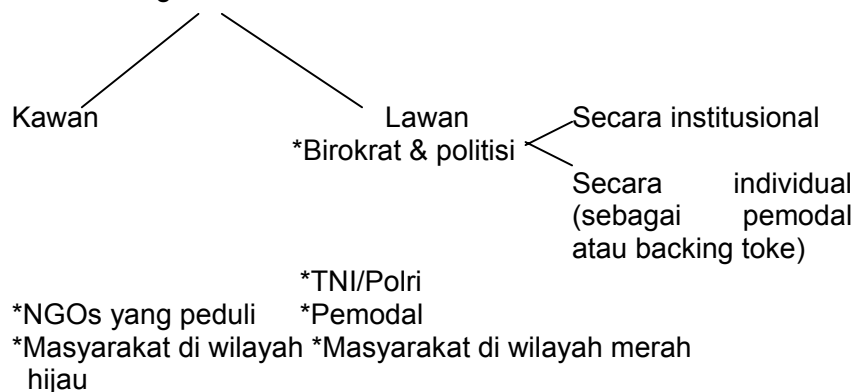 Kawan Lawan Secara institusional
*Birokrat & politisi
Secara individual
(sebagai pemodal
atau backing toke)
*TNI/Polri
*NGOs yang peduli *Pemodal
*Masyarakat di wilayah *Masyarakat di wilayah merah
hijau